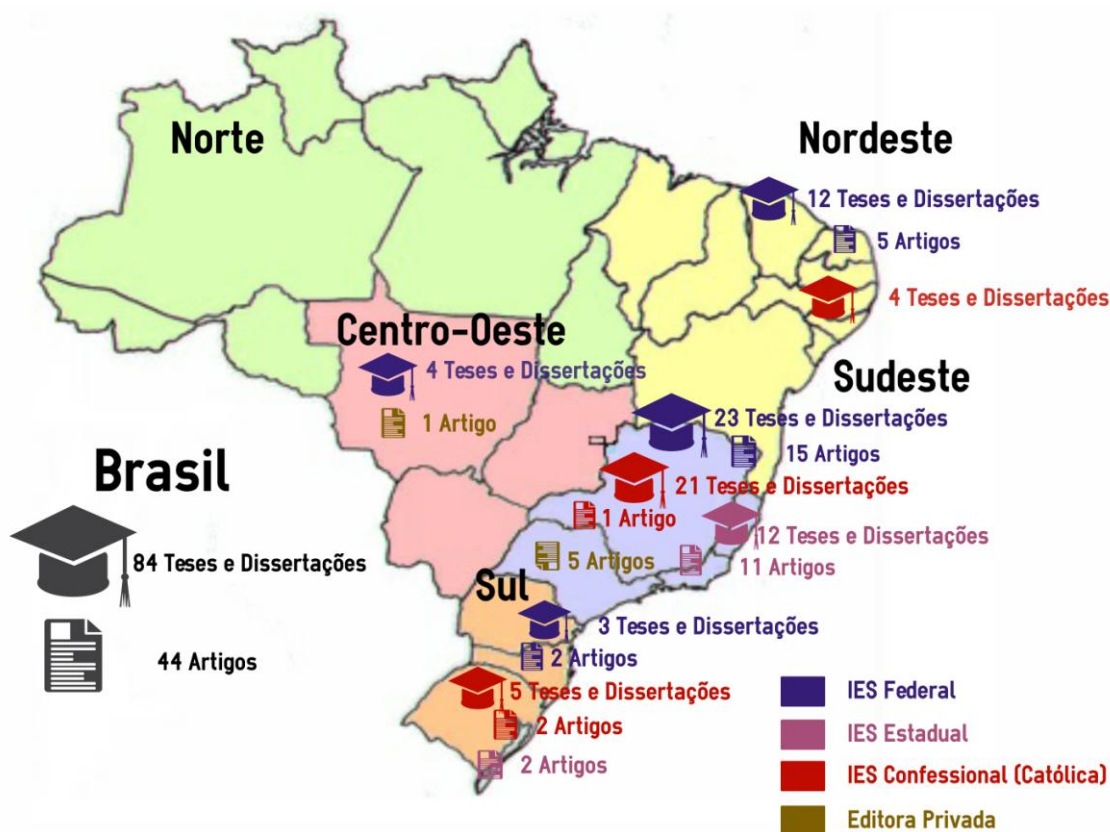 Norte
Nordeste
12 Teses e Dissertações
5 Artigos
4 Teses e Dissertações
Centro-Oeste
4 Teses e Dissertações
1 Artigo
Sudeste
23 Teses e Dissertações
15 Artigos
21 Teses e Dissertações
1 Artigo
12 Teses e Dissertações
5 Artigos
11 Artigos
Brasil
84 Teses e Dissertações
44 Artigos
Sul
3 Teses e Dissertações
2 Artigos
5 Teses e Dissertações
2 Artigos
2 Artigos
IES Federal
IES Estadual
IES Confessional (Católica)
Editora Privada